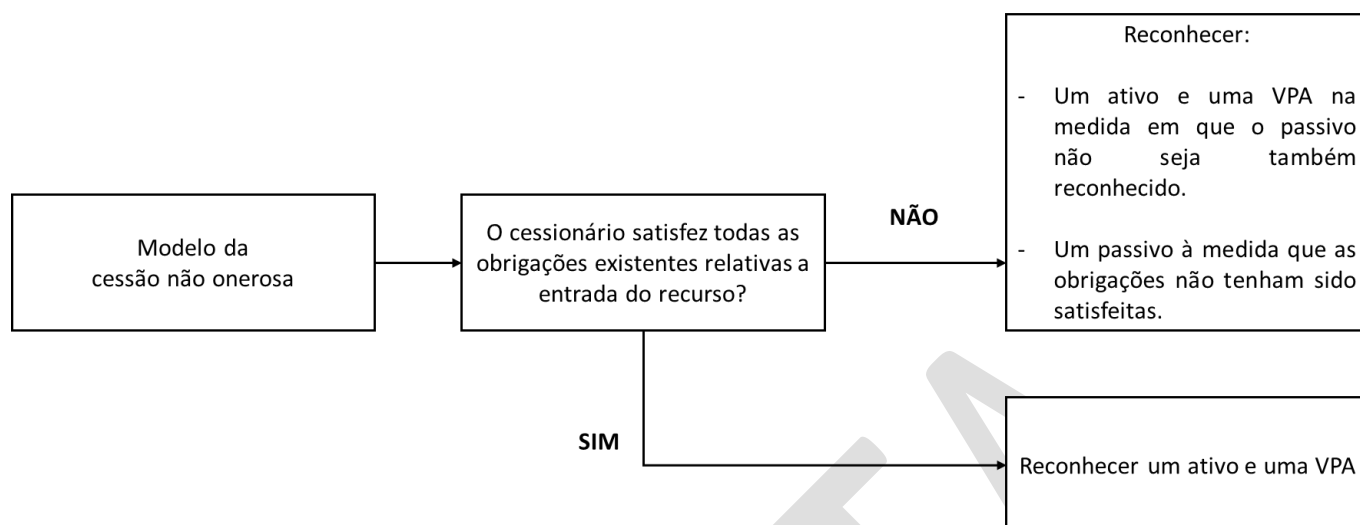 Modelo da
cessão não onerosa
O cessionário satisfez todas as
obrigações existentes relativas a
entrada do recurso?
NÃO
Reconhecer:
- Um ativo e uma VPA na
medida em que o passivo
não seja também
reconhecido.
- Um passivo à medida que as
obrigações não tenham sido
satisfeitas.
SIM
Reconhecer um ativo e uma VPA